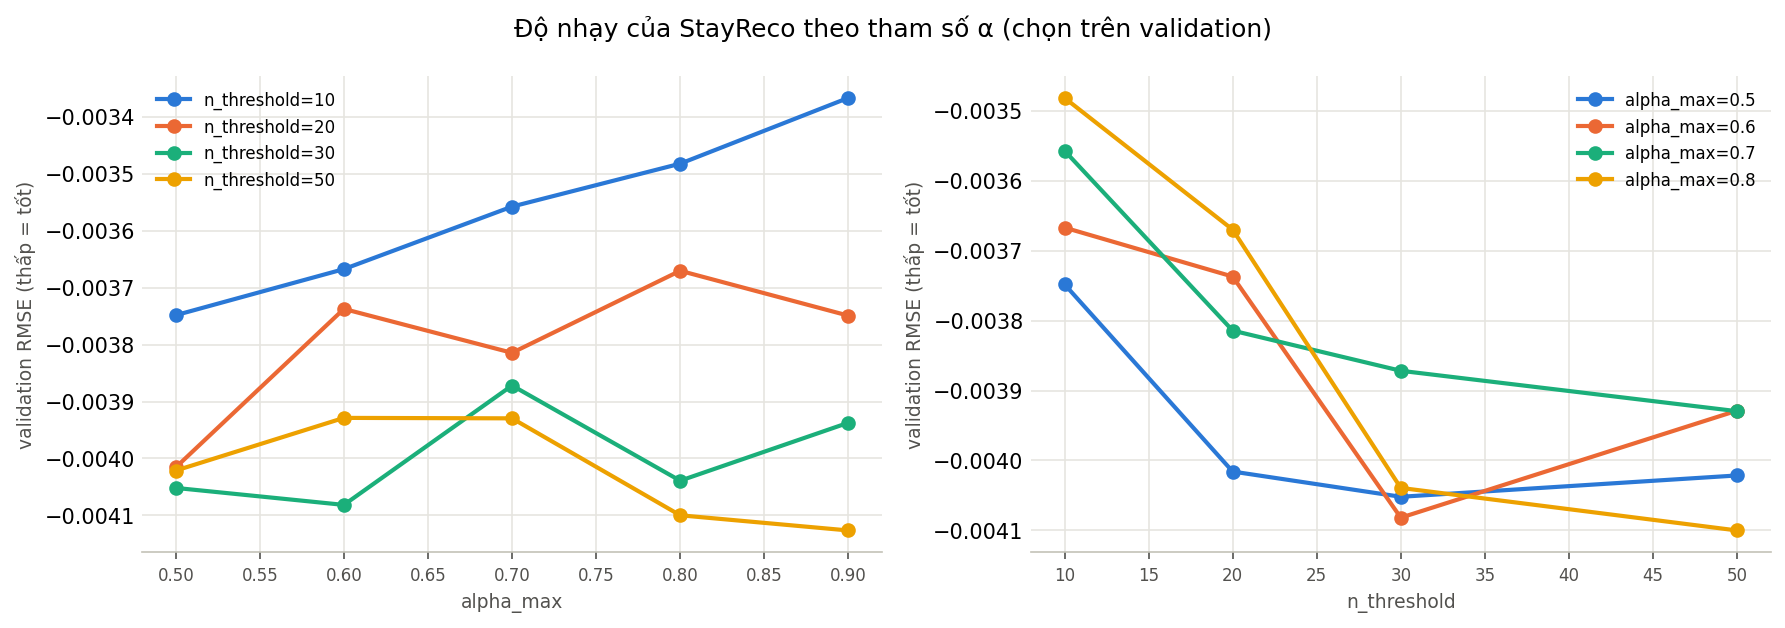 Độ nhạy của StayReco theo tham số α (chọn trên validation)
n_threshold=10
n_threshold=20
n_threshold=30
n_threshold=50
validation RMSE (thấp = tốt)
−0.0034
−0.0035
−0.0036
−0.0037
−0.0038
−0.0039
−0.0040
−0.0041
0.50 0.55 0.60 0.65 0.70 0.75 0.80 0.85 0.90
alpha_max
alpha_max=0.5
alpha_max=0.6
alpha_max=0.7
alpha_max=0.8
validation RMSE (thấp = tốt)
−0.0035
−0.0036
−0.0037
−0.0038
−0.0039
−0.0040
−0.0041
10 15 20 25 30 35 40 45 50
n_threshold